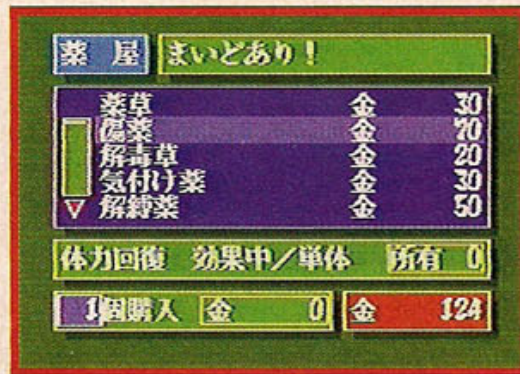 薬屋 まいどあり！
薬草 金 30
傷薬 金 70
解毒草 金 20
気付け薬 金 30
解縛薬 金 50
体力回復 効果中／単体 所有 0
1個購入 金 0 金 124